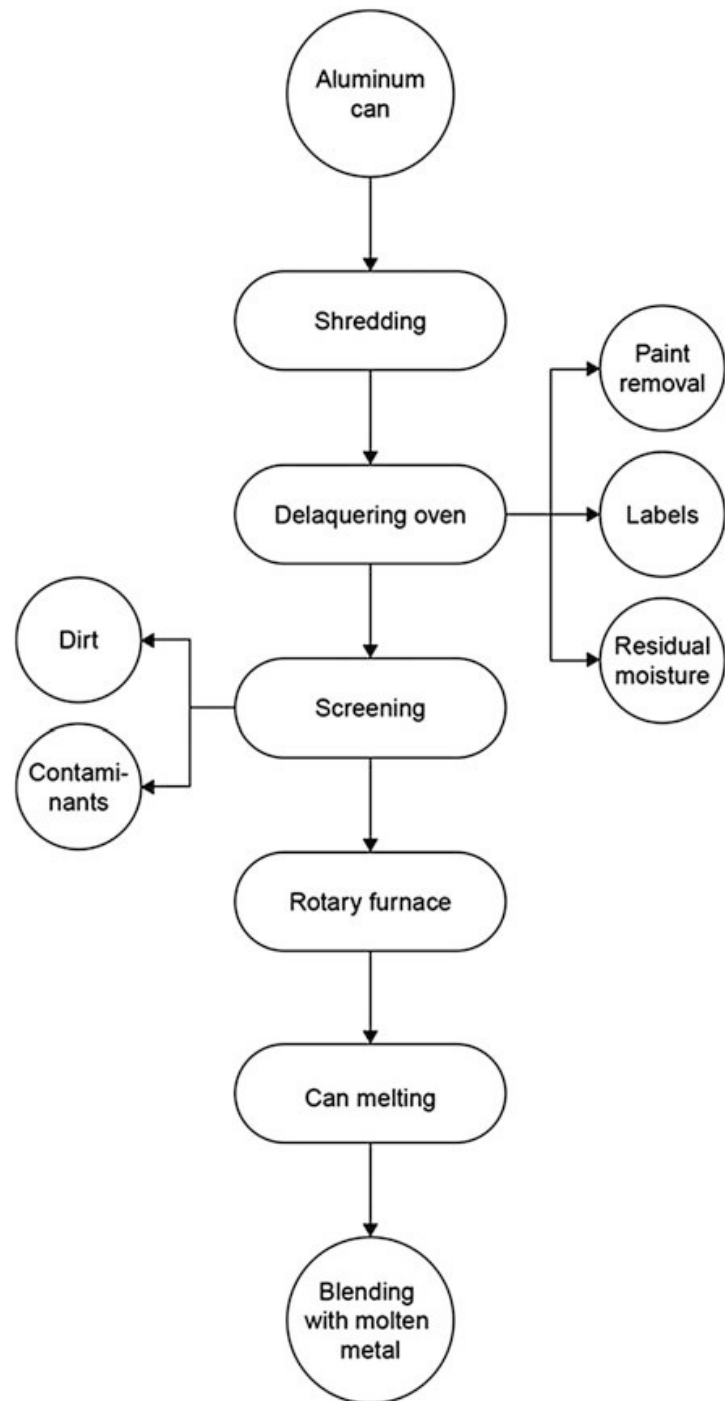 Aluminum
can
Shredding
Paint
removal
Delaquering oven
Labels
Residual
moisture
Dirt
Screening
Contami-
nants
Rotary furnace
Can melting
Blending
with molten
metal